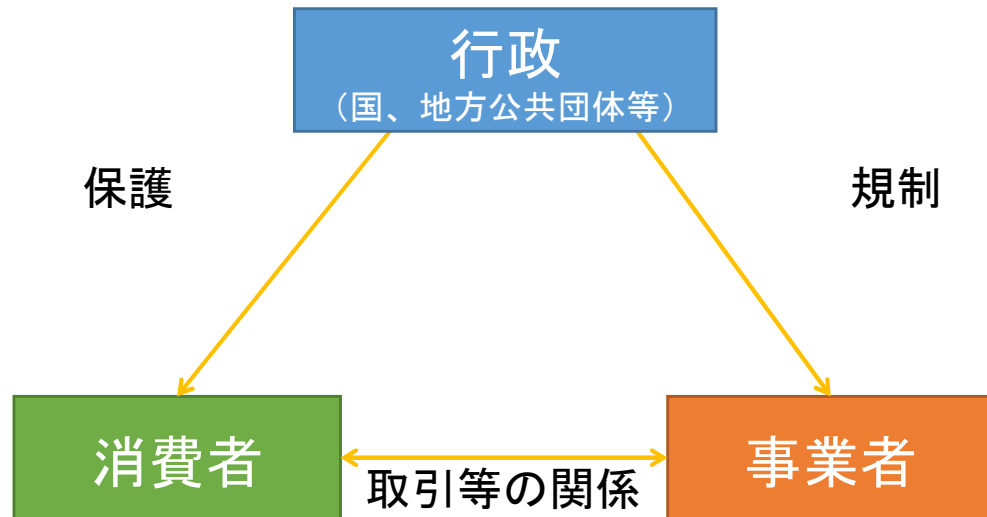 行政
（国、地方公共団体等）
保護
規制
消費者
取引等の関係
事業者